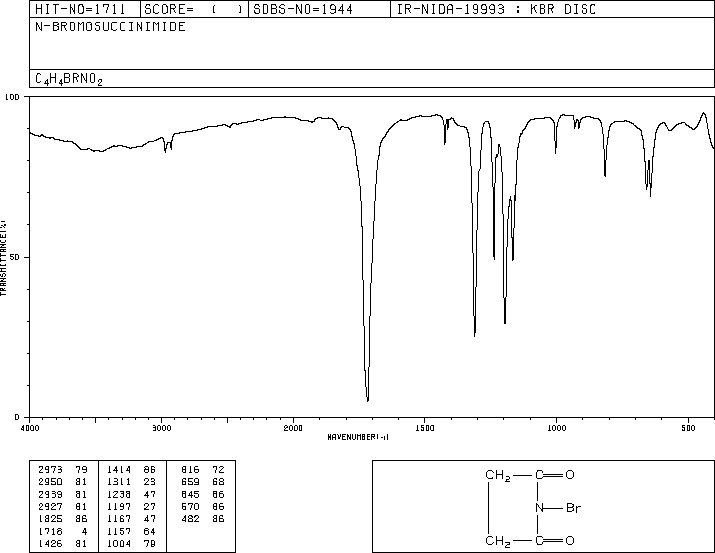 HIT-NO=1711 SCORE= ( ) SDBS-NO=1944 IR-NIDA-19993 : KBR DISC
N-BROMOSUCCINIMIDE
C4H4BRNO2
100
50
0
TRANSMITTANCE(%)
4000 3000 2000 1500 1000 500
WAVENUMBER(-1)
2973 79 1414 86 816 72
2950 81 1311 23 659 68
2939 81 1238 47 645 66
2927 81 1197 27 570 86
1825 86 1167 47 482 86
1716 4 1157 64
1426 81 1004 79
CH2 C O
N Br
CH2 C O